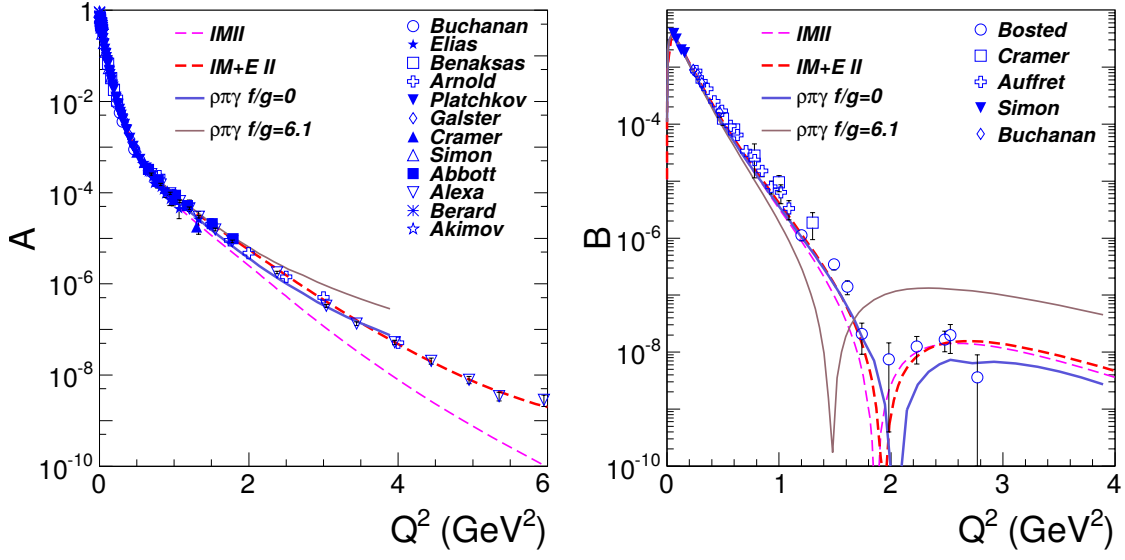 A
1
10^-2
10^-4
10^-6
10^-8
10^-10
0
2
4
6
Q^2 (GeV^2)
IMII
IM+E II
ρπγ f/g=0
ρπγ f/g=6.1
Buchanan
Elias
Benaksas
Arnold
Platchkov
Galster
Cramer
Simon
Abbott
Alexa
Berard
Akimov
B
10^-4
10^-6
10^-8
10^-10
0
1
2
3
4
Q^2 (GeV^2)
IMII
IM+E II
ρπγ f/g=0
ρπγ f/g=6.1
Bosted
Cramer
Auffret
Simon
Buchanan